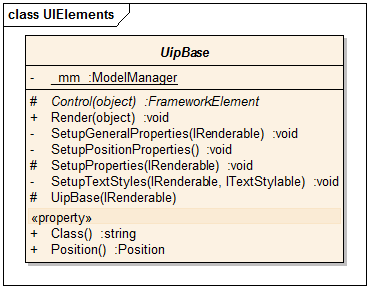 class UIElements
UipBase
- _mm :ModelManager
# Control(object) :FrameworkElement
+ Render(object) :void
- SetupGeneralProperties(IRenderable) :void
- SetupPositionProperties() :void
# SetupProperties(IRenderable) :void
- SetupTextStyles(IRenderable, ITextStylable) :void
# UipBase(IRenderable)
«property»
+ Class() :string
+ Position() :Position